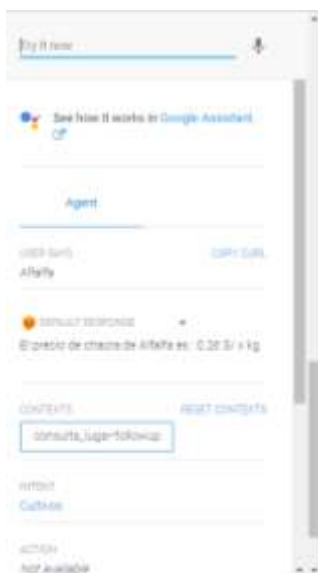 Try it now
See how it works in Google Assistant
Agent
USER SAYS
COPY CURL
Alfalfa
DEFAULT RESPONSE
El precio de chacra de Alfalfa es: 0.26 S/ x kg
CONTEXTS
RESET CONTEXTS
consulta_lugar-followup
INTENT
Cultivos
ACTION
Not available